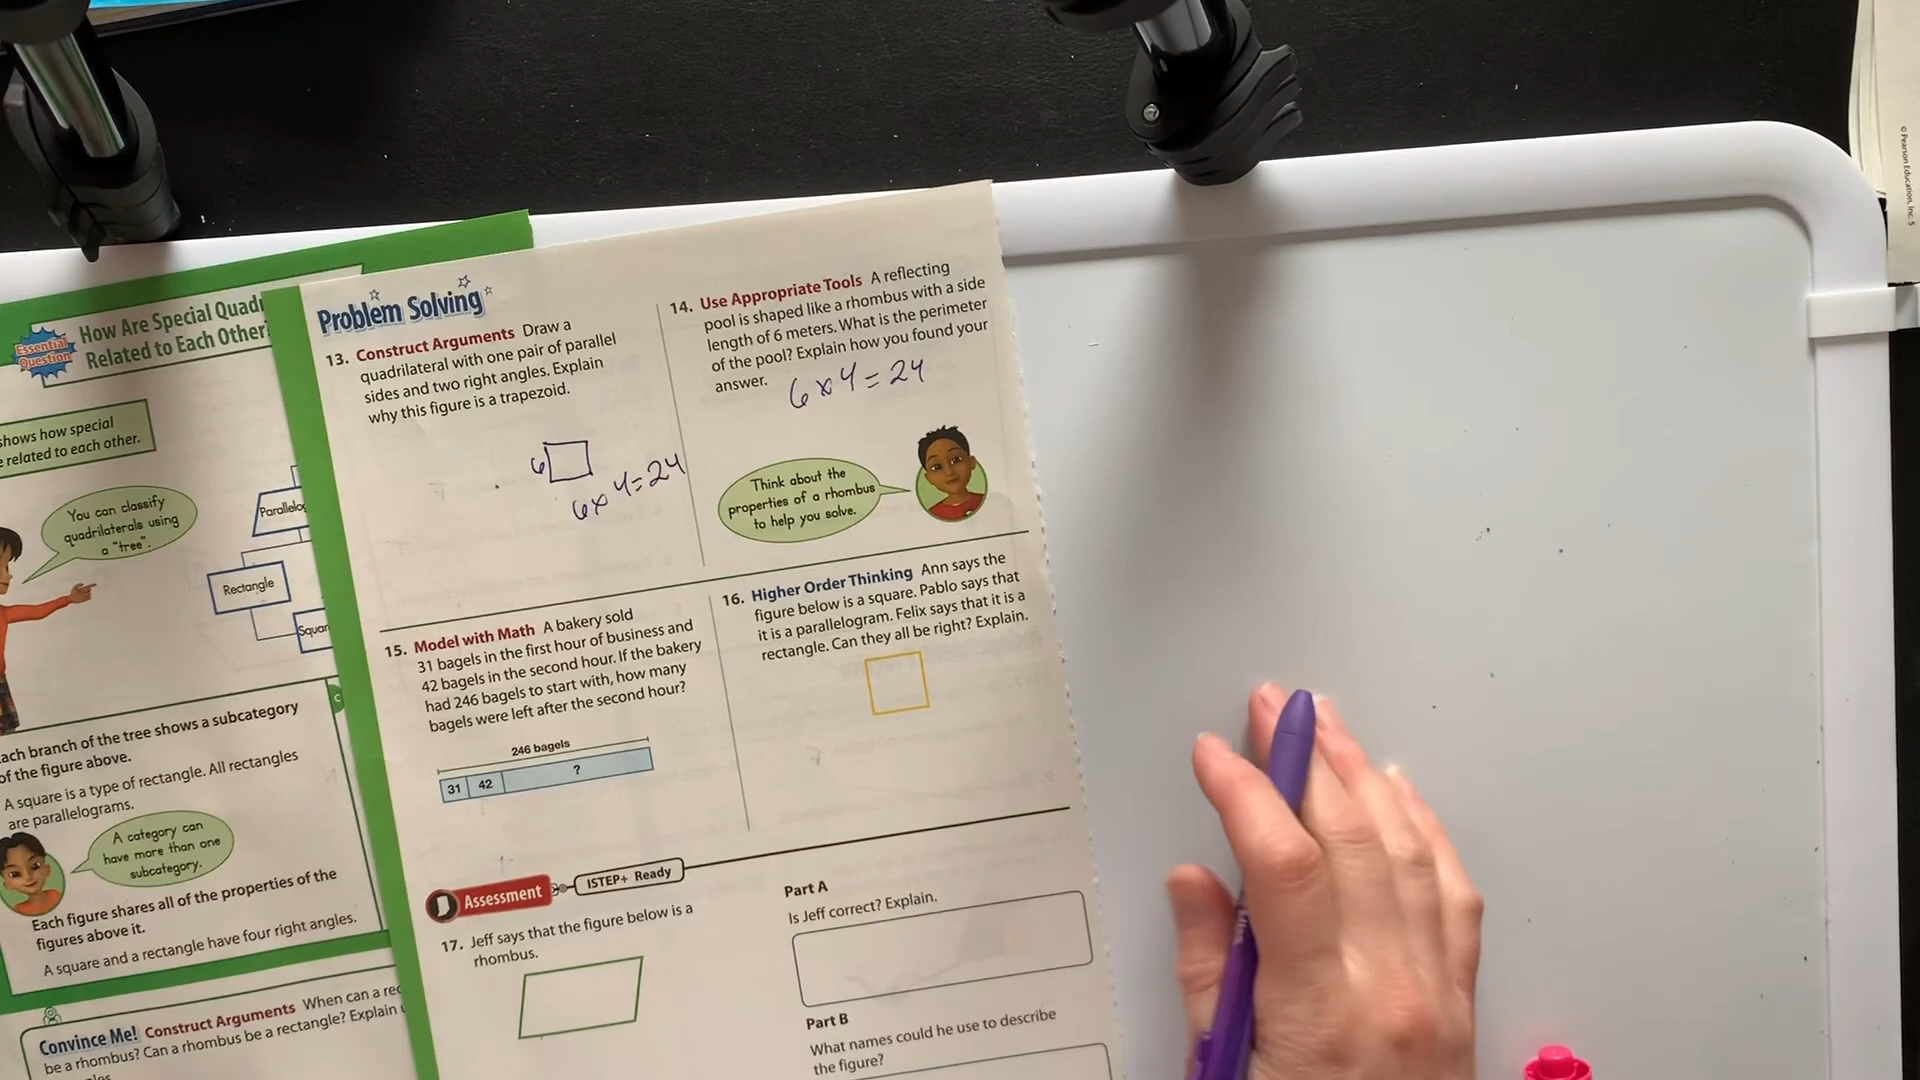 How Are Special Quad
Related to Each Other?
Essential
Question
shows how special
related to each other.
You can classify
quadrilaterals using
a "tree".
Parallelo
Rectangle
Squar
ach branch of the tree shows a subcategory
of the figure above.
A square is a type of rectangle. All rectangles
are parallelograms.
A category can
have more than one
subcategory.
Each figure shares all of the properties of the
figures above it.
A square and a rectangle have four right angles.
Convince Me! Construct Arguments When can a rec
be a rhombus? Can a rhombus be a rectangle? Explain
C
Problem Solving
13. Construct Arguments Draw a
quadrilateral with one pair of parallel
sides and two right angles. Explain
why this figure is a trapezoid.
6
6 x 4 = 24
14. Use Appropriate Tools A reflecting
pool is shaped like a rhombus with a side
length of 6 meters. What is the perimeter
of the pool? Explain how you found your
answer.
6 x 4 = 24
Think about the
properties of a rhombus
to help you solve.
15. Model with Math A bakery sold
31 bagels in the first hour of business and
42 bagels in the second hour. If the bakery
had 246 bagels to start with, how many
bagels were left after the second hour?
246 bagels
31 42 ?
16. Higher Order Thinking Ann says the
figure below is a square. Pablo says that
it is a parallelogram. Felix says that it is a
rectangle. Can they all be right? Explain.
Assessment
ISTEP+ Ready
17. Jeff says that the figure below is a
rhombus.
Part A
Is Jeff correct? Explain.
Part B
What names could he use to describe
the figure?
© Pearson Education, Inc. 5